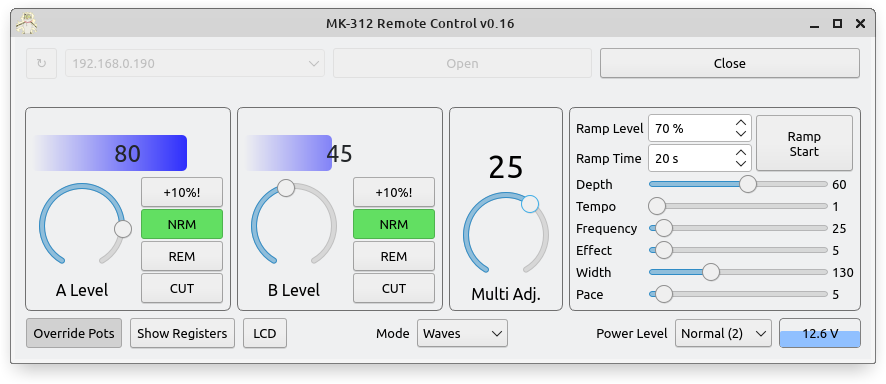 MK-312 Remote Control v0.16
192.168.0.190
Open
Close
80
+10%!
NRM
REM
CUT
A Level
45
+10%!
NRM
REM
CUT
B Level
25
Multi Adj.
Ramp Level 70 %
Ramp Time 20 s
Ramp
Start
Depth 60
Tempo 1
Frequency 25
Effect 5
Width 130
Pace 5
Override Pots Show Registers LCD Mode Waves Power Level Normal (2) 12.6 V